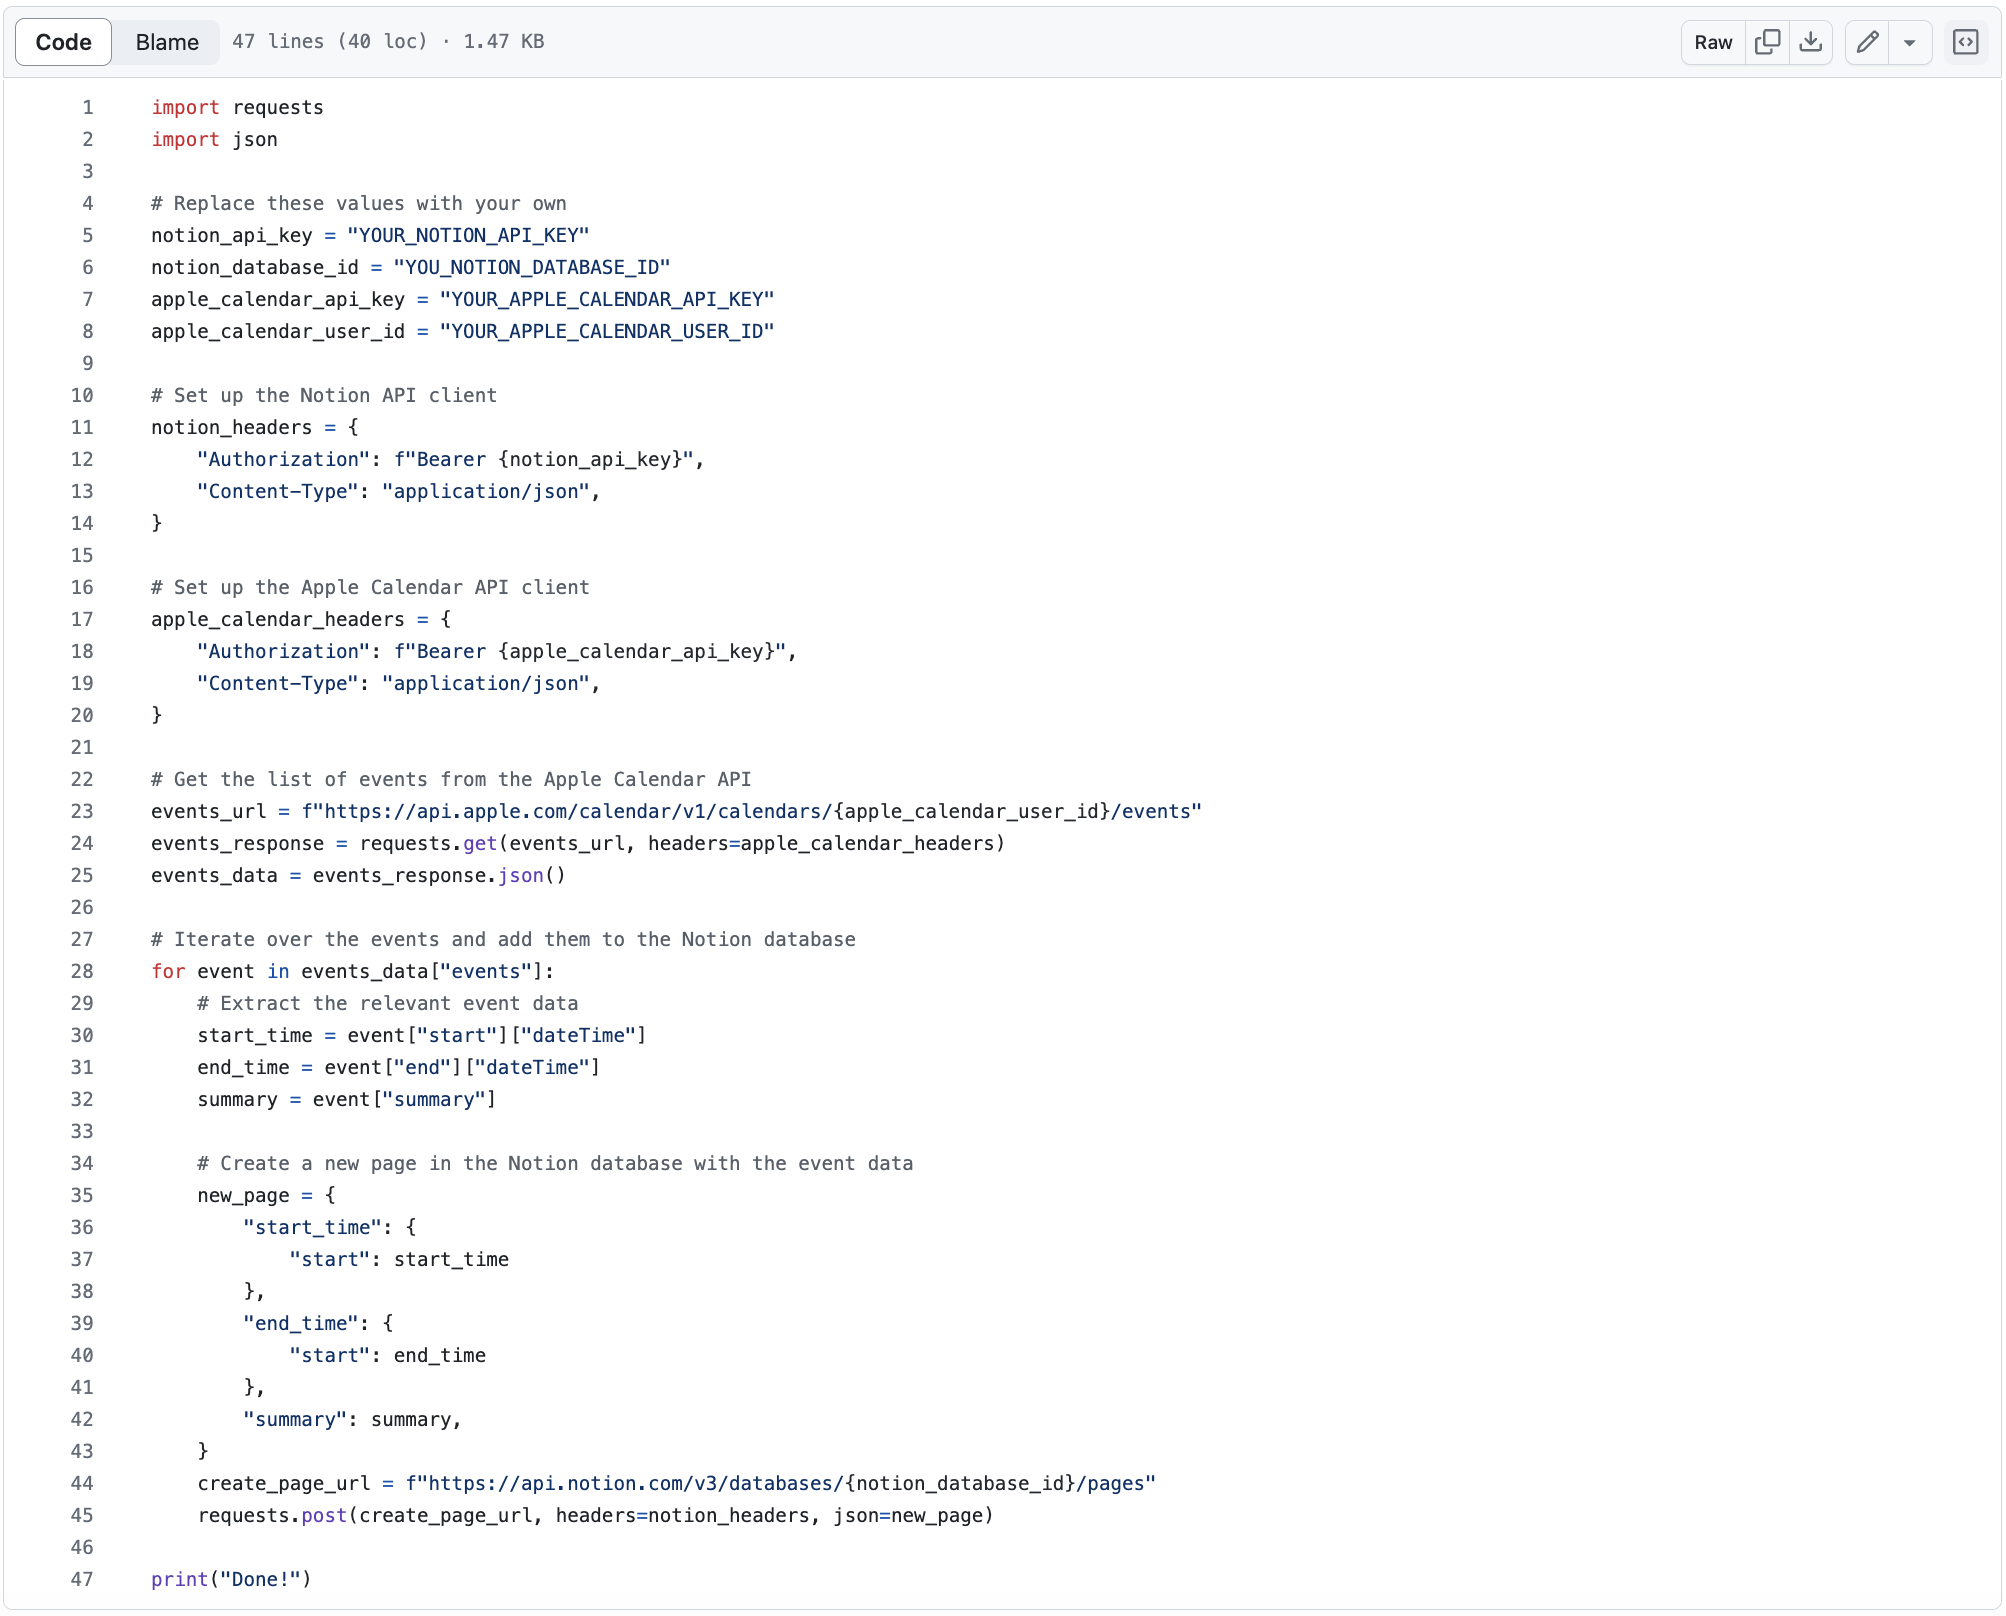 Code Blame 47 lines (40 loc) · 1.47 KB Raw
1 import requests
2 import json
3
4 # Replace these values with your own
5 notion_api_key = "YOUR_NOTION_API_KEY"
6 notion_database_id = "YOU_NOTION_DATABASE_ID"
7 apple_calendar_api_key = "YOUR_APPLE_CALENDAR_API_KEY"
8 apple_calendar_user_id = "YOUR_APPLE_CALENDAR_USER_ID"
9
10 # Set up the Notion API client
11 notion_headers = {
12     "Authorization": f"Bearer {notion_api_key}",
13     "Content-Type": "application/json",
14 }
15
16 # Set up the Apple Calendar API client
17 apple_calendar_headers = {
18     "Authorization": f"Bearer {apple_calendar_api_key}",
19     "Content-Type": "application/json",
20 }
21
22 # Get the list of events from the Apple Calendar API
23 events_url = f"https://api.apple.com/calendar/v1/calendars/{apple_calendar_user_id}/events"
24 events_response = requests.get(events_url, headers=apple_calendar_headers)
25 events_data = events_response.json()
26
27 # Iterate over the events and add them to the Notion database
28 for event in events_data["events"]:
29     # Extract the relevant event data
30     start_time = event["start"]["dateTime"]
31     end_time = event["end"]["dateTime"]
32     summary = event["summary"]
33
34     # Create a new page in the Notion database with the event data
35     new_page = {
36         "start_time": {
37             "start": start_time
38         },
39         "end_time": {
40             "start": end_time
41         },
42         "summary": summary,
43     }
44     create_page_url = f"https://api.notion.com/v3/databases/{notion_database_id}/pages"
45     requests.post(create_page_url, headers=notion_headers, json=new_page)
46
47 print("Done!")